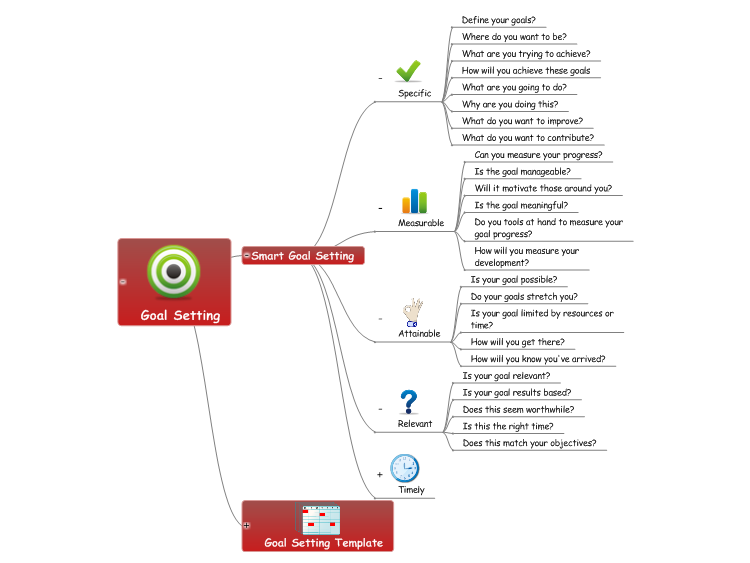 Goal Setting
Smart Goal Setting
Specific
Define your goals?
Where do you want to be?
What are you trying to achieve?
How will you achieve these goals
What are you going to do?
Why are you doing this?
What do you want to improve?
What do you want to contribute?
Measurable
Can you measure your progress?
Is the goal manageable?
Will it motivate those around you?
Is the goal meaningful?
Do you tools at hand to measure your
goal progress?
How will you measure your
development?
Attainable
Is your goal possible?
Do your goals stretch you?
Is your goal limited by resources or
time?
How will you get there?
How will you know you've arrived?
Relevant
Is your goal relevant?
Is your goal results based?
Does this seem worthwhile?
Is this the right time?
Does this match your objectives?
Timely
Goal Setting Template